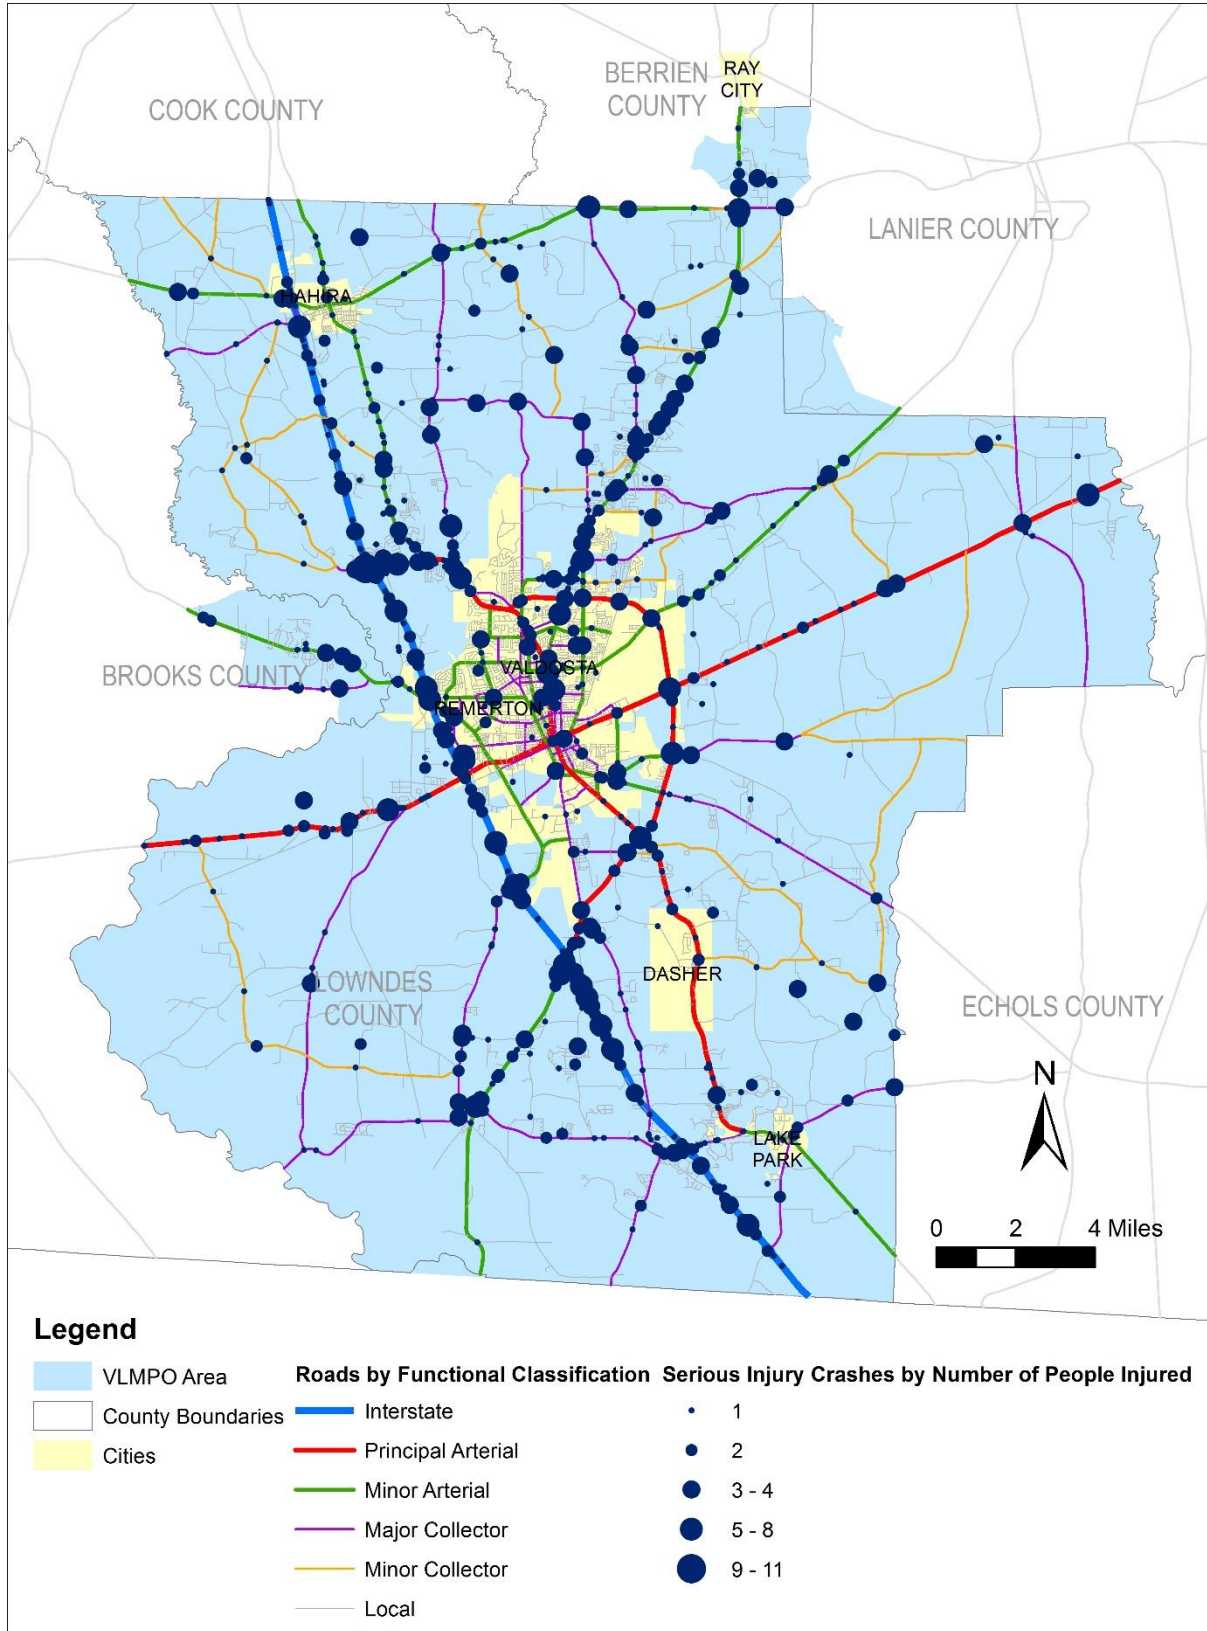 BERRIEN
COUNTY
RAY
CITY
COOK COUNTY
LANIER COUNTY
HAHIRA
BROOKS COUNTY
VALDOSTA
REMERTON
LOWNDES
COUNTY
DASHER
ECHOLS COUNTY
N
LAKE
PARK
0 2 4 Miles
Legend
VLMPO Area
County Boundaries
Cities
Roads by Functional Classification
Interstate
Principal Arterial
Minor Arterial
Major Collector
Minor Collector
Local
Serious Injury Crashes by Number of People Injured
1
2
3 - 4
5 - 8
9 - 11